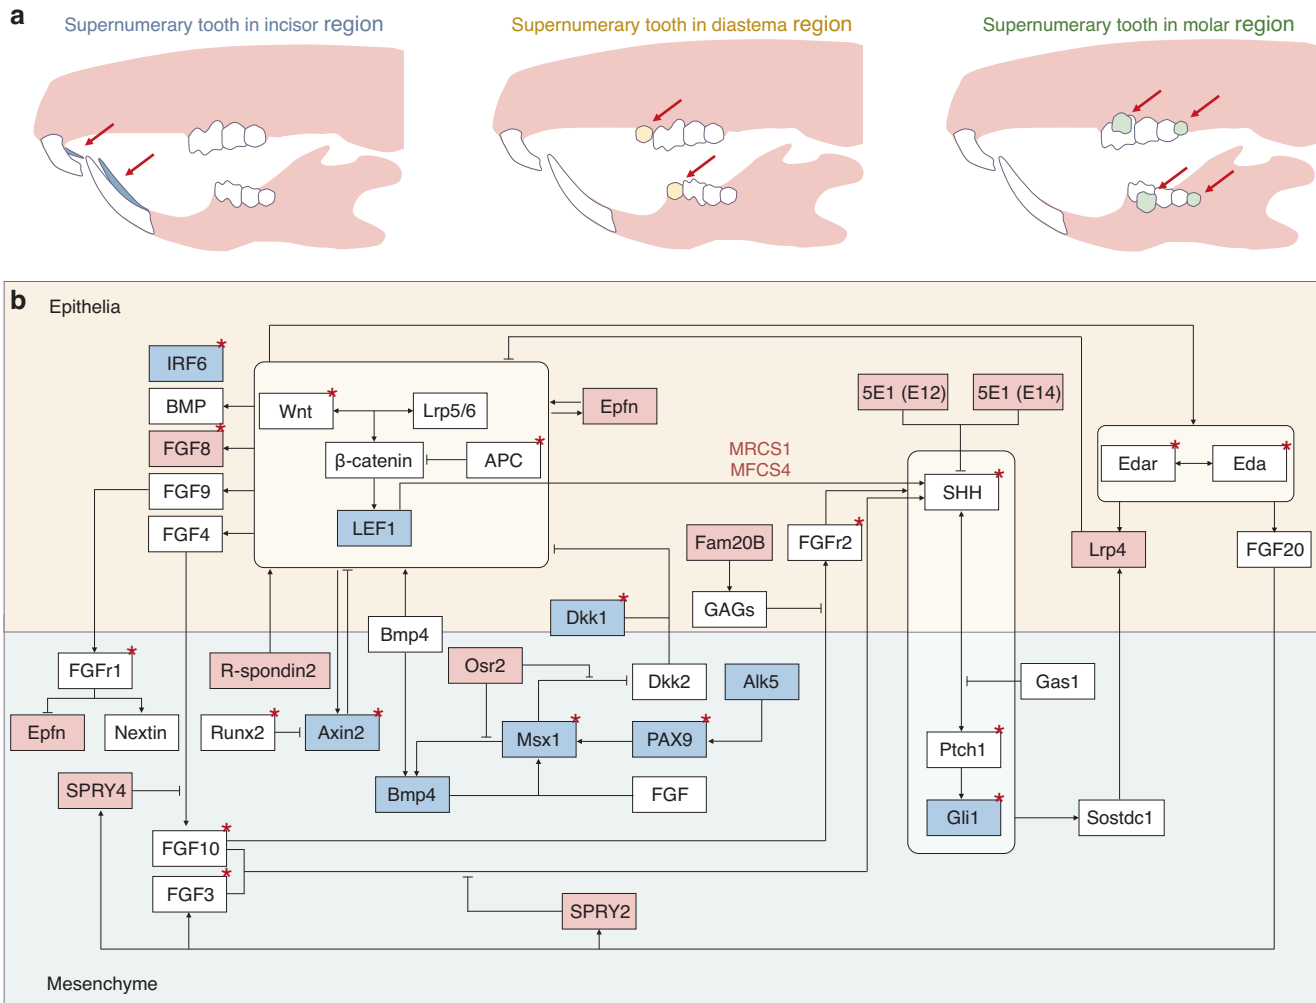 a
Supernumerary tooth in incisor region
Supernumerary tooth in diastema region
Supernumerary tooth in molar region
b
Epithelia
IRF6*
BMP
FGF8*
FGF9
FGF4
Wnt*
Lrp5/6
β-catenin
APC*
LEF1
Epfn
MRCS1
MFCS4
5E1 (E12)
5E1 (E14)
SHH*
Edar*
Eda*
Fam20B
FGFr2*
GAGs
Lrp4
FGF20
Dkk1*
Bmp4
FGFr1*
R-spondin2
Osr2
Dkk2
Alk5
Gas1
Epfn
Nextin
Runx2*
Axin2*
Msx1*
PAX9*
Ptch1*
SPRY4
Bmp4
FGF
Gli1*
Sostdc1
FGF10*
FGF3*
SPRY2
Mesenchyme